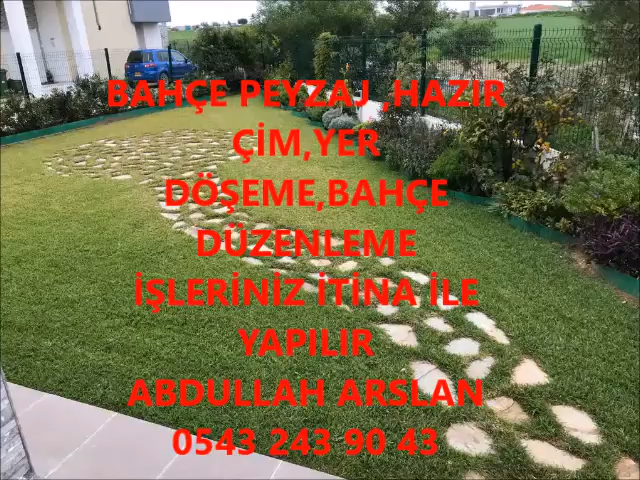 BAHÇE PEYZAJ ,HAZIR
ÇİM,YER
DÖŞEME,BAHÇE
DÜZENLEME
İŞLERİNİZ İTİNA İLE
YAPILIR
ABDULLAH ARSLAN
0543 243 90 43